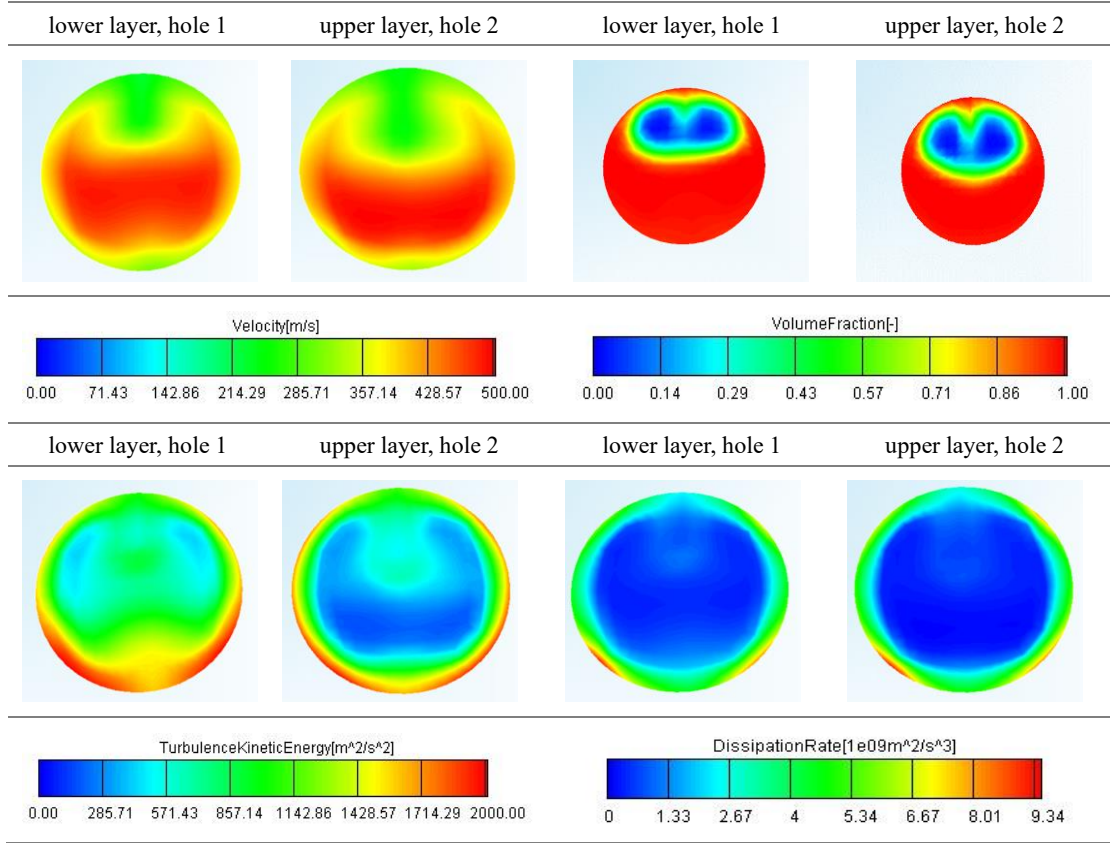 lower layer, hole 1 upper layer, hole 2 lower layer, hole 1 upper layer, hole 2
Velocity[m/s] VolumeFraction[-]
0.00 71.43 142.86 214.29 285.71 357.14 428.57 500.00 0.00 0.14 0.29 0.43 0.57 0.71 0.86 1.00
lower layer, hole 1 upper layer, hole 2 lower layer, hole 1 upper layer, hole 2
TurbulenceKineticEnergy[m^2/s^2] DissipationRate[1e09m^2/s^3]
0.00 285.71 571.43 857.14 1142.86 1428.57 1714.29 2000.00 0 1.33 2.67 4 5.34 6.67 8.01 9.34